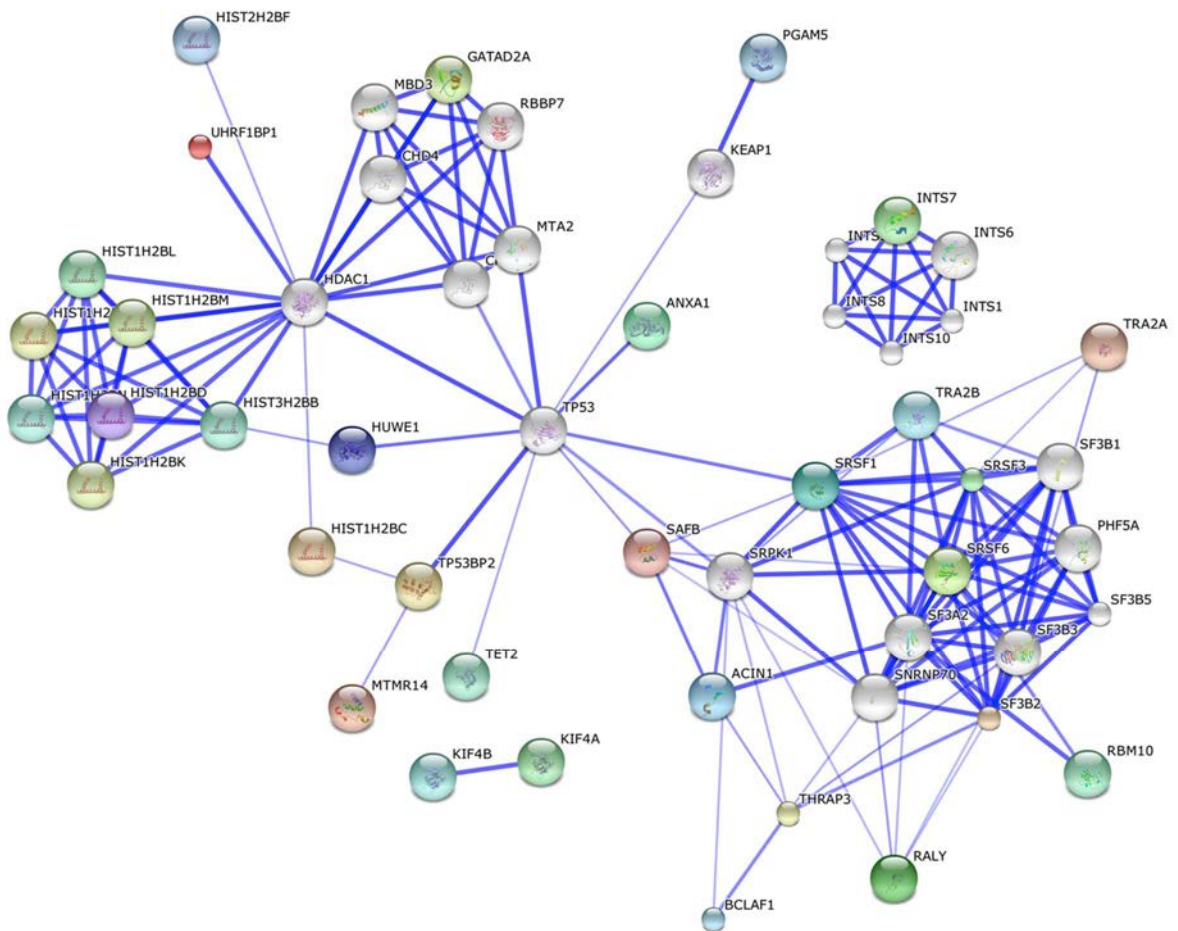 HIST2H2BF
PGAM5
GATAD2A
MBD3
RBBP7
UHRF1BP1
CHD4
KEAP1
INTS7
MTA2
INTS6
INTS
HIST1H2BL
HDAC1
HIST1H2BM
ANXA1
INTS8
INTS1
HIST1H2
INTS10
TRA2A
HIST1H2BD
TP53
TRA2B
HIST3H2BB
HUWE1
SF3B1
SRSF1
SRSF3
HIST1H2BK
HIST1H2BC
SAFB
PHF5A
TP53BP2
SRPK1
SRSF6
SF3B5
SF3A2
SF3B3
TET2
ACIN1
SNRNP70
MTMR14
SF3B2
KIF4B
KIF4A
RBM10
THRAP3
RALY
BCLAF1